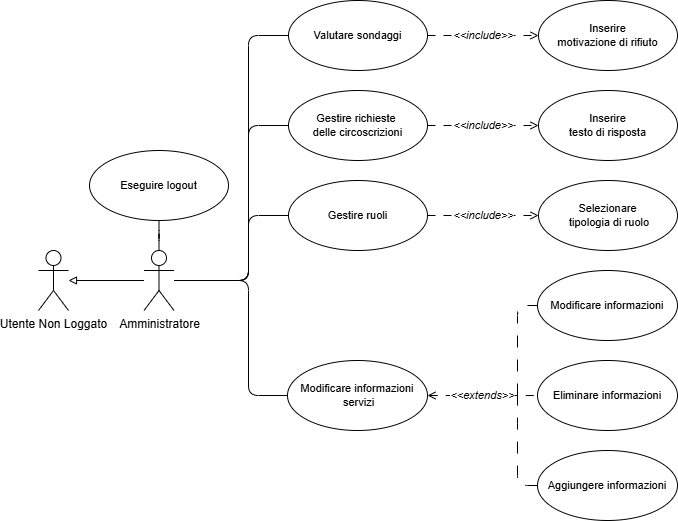 Valutare sondaggi
<<include>>
Inserire
motivazione di rifiuto
Gestire richieste
delle circoscrizioni
<<include>>
Inserire
testo di risposta
Eseguire logout
Gestire ruoli
<<include>>
Selezionare
tipologia di ruolo
Utente Non Loggato
Amministratore
Modificare informazioni
Modificare informazioni
servizi
<<extends>>
Eliminare informazioni
Aggiungere informazioni